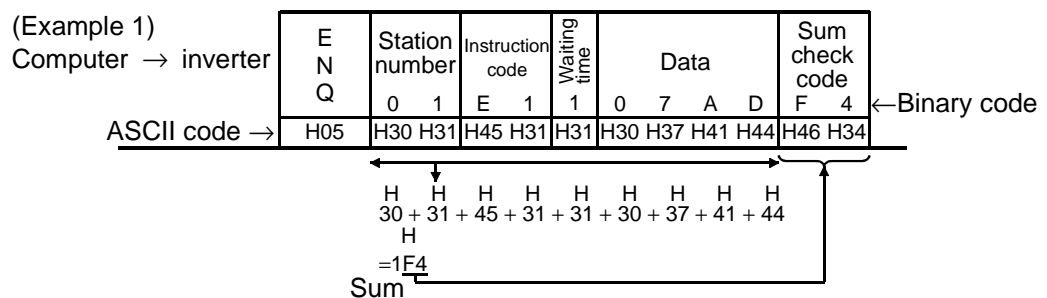 (Example 1)
Computer → inverter
E
N
Q
Station
number
Instruction
code
Waiting
time
Data
Sum
check
code
0 1 E 1 1 0 7 A D F 4 ←Binary code
ASCII code → H05 H30 H31 H45 H31 H31 H30 H37 H41 H44 H46 H34
H H H H H H H H H
30 + 31 + 45 + 31 + 31 + 30 + 37 + 41 + 44
H
=1F4
Sum